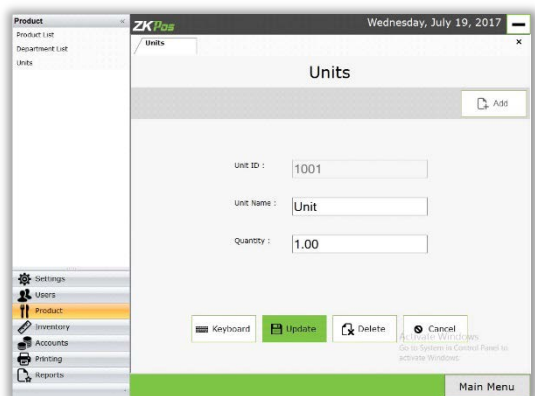 Product «
Product List
Department List
Units
Settings
Users
Product
Inventory
Accounts
Printing
Reports
ZKPos
Wednesday, July 19, 2017
Units ×
Units
Add
Unit ID : 1001
Unit Name : Unit
Quantity : 1.00
Keyboard Update Delete Cancel
Activate Windows
Go to System in Control Panel to
activate Windows.
Main Menu